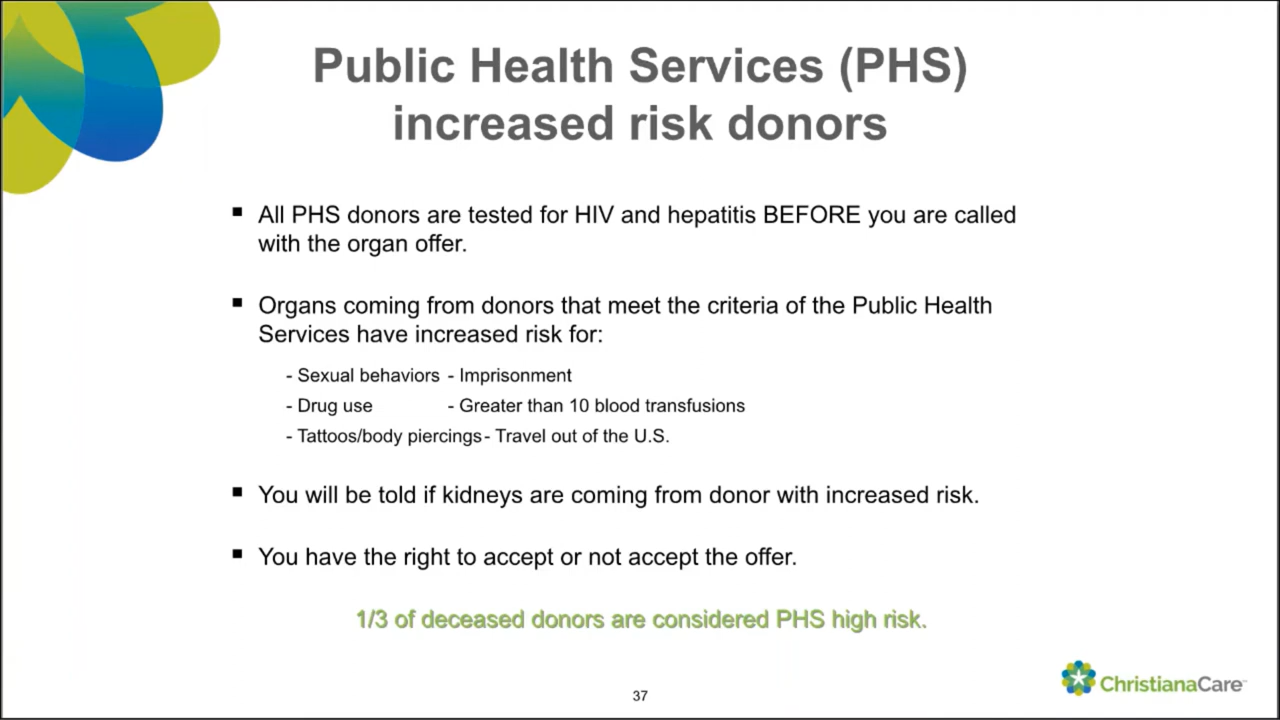 Public Health Services (PHS)
increased risk donors
▪ All PHS donors are tested for HIV and hepatitis BEFORE you are called
with the organ offer.
▪ Organs coming from donors that meet the criteria of the Public Health
Services have increased risk for:
- Sexual behaviors - Imprisonment
- Drug use - Greater than 10 blood transfusions
- Tattoos/body piercings - Travel out of the U.S.
▪ You will be told if kidneys are coming from donor with increased risk.
▪ You have the right to accept or not accept the offer.
1/3 of deceased donors are considered PHS high risk.
ChristianaCare™
37